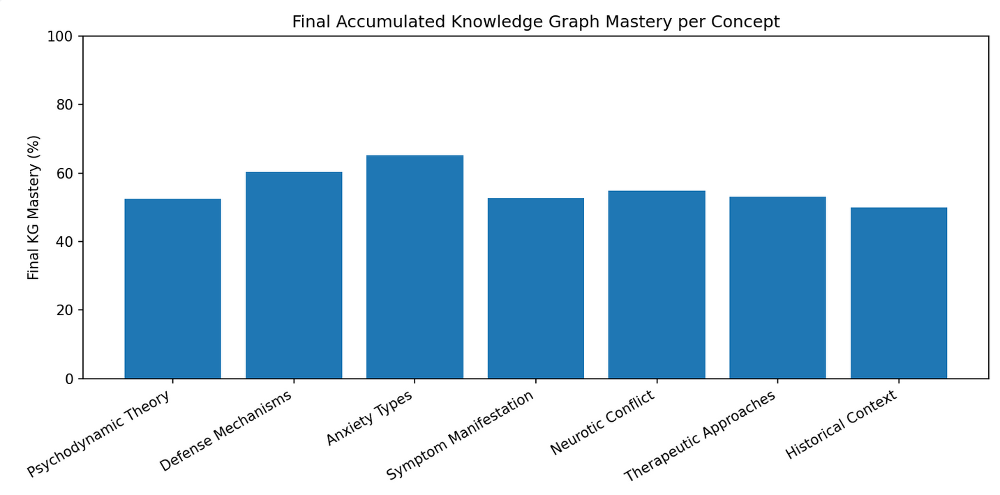 Final Accumulated Knowledge Graph Mastery per Concept
Final KG Mastery (%)
100
80
60
40
20
0
Psychodynamic Theory
Defense Mechanisms
Anxiety Types
Symptom Manifestation
Neurotic Conflict
Therapeutic Approaches
Historical Context